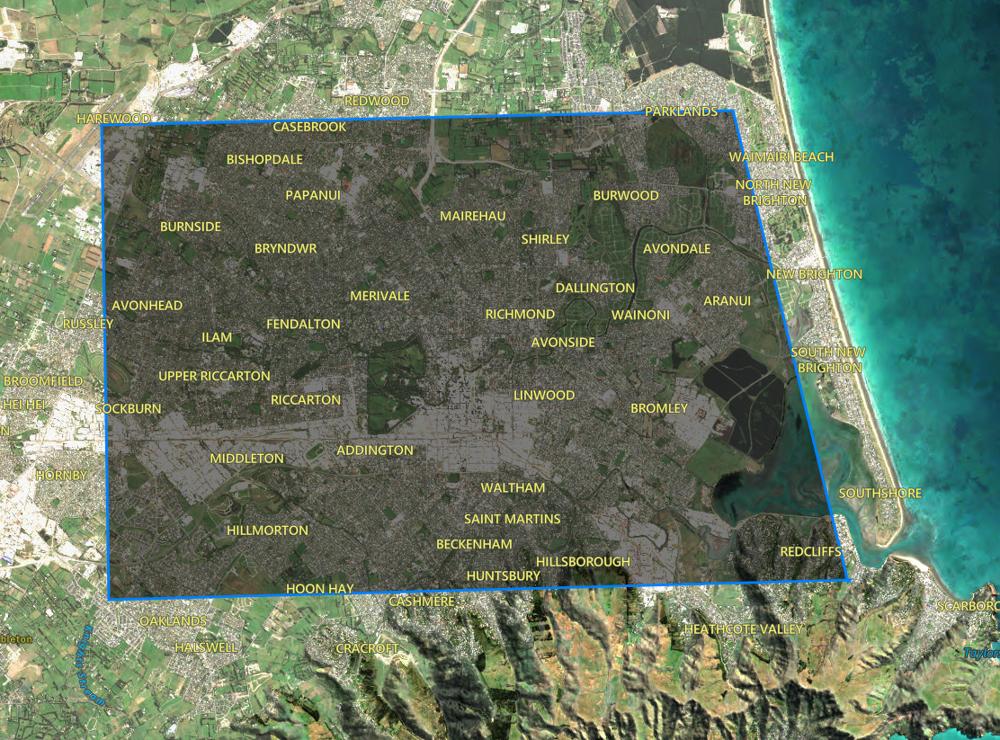 REDWOOD
HAREWOOD
PARKLANDS
CASEBROOK
BISHOPDALE
WAIMAIRI BEACH
PAPANUI
BURWOOD
NORTH NEW
BRIGHTON
MAIREHAU
BURNSIDE
SHIRLEY
BRYNDWR
AVONDALE
NEW BRIGHTON
DALLINGTON
MERIVALE
ARANUI
AVONHEAD
RICHMOND
WAINONI
RUSSLEY
FENDALTON
ILAM
AVONSIDE
SOUTH NEW
BRIGHTON
UPPER RICCARTON
BROOMFIELD
LINWOOD
RICCARTON
HEI HEI
SOCKBURN
BROMLEY
N
ADDINGTON
MIDDLETON
HORNBY
WALTHAM
SOUTHSHORE
SAINT MARTINS
HILLMORTON
BECKENHAM
REDCLIFFS
HILLSBOROUGH
HUNTSBURY
HOON HAY
CASHMERE
SCARBORO
OAKLANDS
HEATHCOTE VALLEY
bleton
HALSWELL
CRACROFT
Taylors